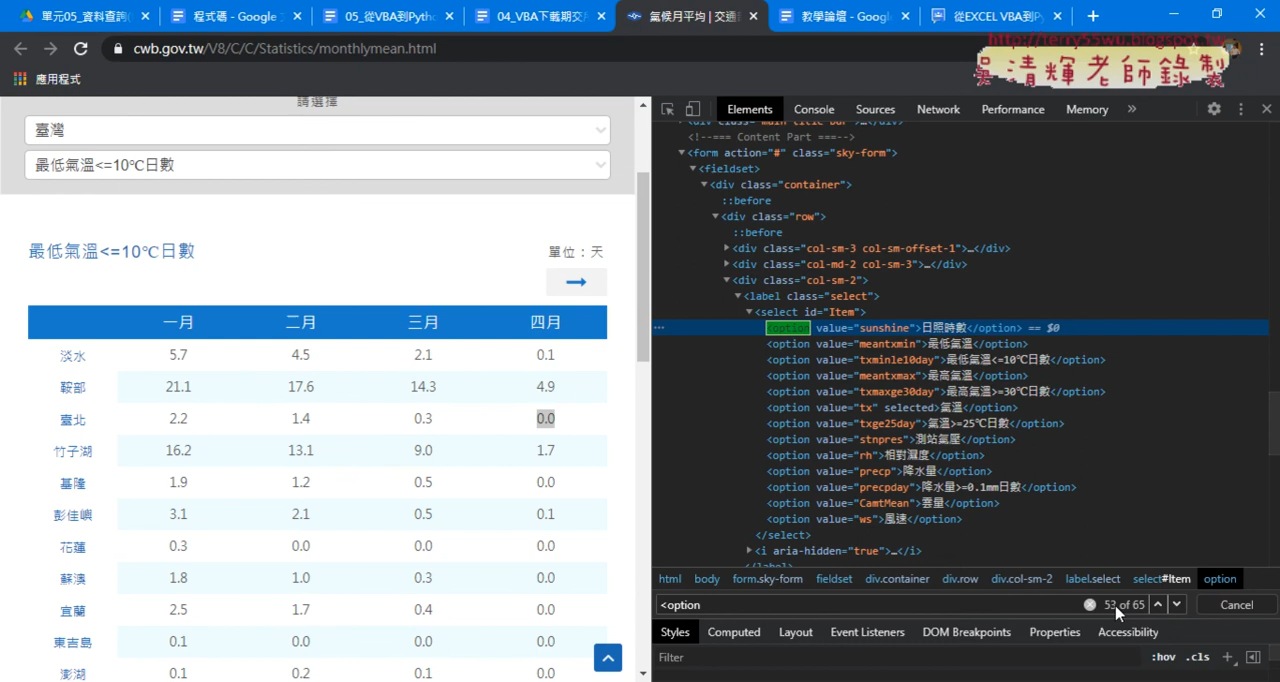 單元05_資料查詢(
程式碼 - Google
05_從VBA到Pytho
04_VBA下載期交
氣候月平均 | 交通
教學論壇 - Goog
從EXCEL VBA到Py
cwb.gov.tw/V8/C/C/Statistics/monthlymean.html
http://terry55wu.blogspot.tw
吳清輝老師錄製
應用程式
請選擇
臺灣
最低氣溫<=10℃日數
最低氣溫<=10℃日數
單位：天
一月 二月 三月 四月
淡水 5.7 4.5 2.1 0.1
鞍部 21.1 17.6 14.3 4.9
臺北 2.2 1.4 0.3 0.0
竹子湖 16.2 13.1 9.0 1.7
基隆 1.9 1.2 0.5 0.0
彭佳嶼 3.1 2.1 0.5 0.1
花蓮 0.3 0.0 0.0 0.0
蘇澳 1.8 1.0 0.3 0.0
宜蘭 2.5 1.7 0.4 0.0
東吉島 0.1 0.0 0.0 0.0
澎湖 0.1 0.2 0.1 0.0
Elements Console Sources Network Performance Memory »
<!--=== Content Part ===-->
<form action="#" class="sky-form">
<fieldset>
<div class="container">
::before
<div class="row">
::before
<div class="col-sm-3 col-sm-offset-1">…</div>
<div class="col-md-2 col-sm-3">…</div>
<div class="col-sm-2">
<label class="select">
<select id="Item">
<option value="sunshine">日照時數</option> == $0
<option value="meantxmin">最低氣溫</option>
<option value="txminle10day">最低氣溫<=10℃日數</option>
<option value="meantxmax">最高氣溫</option>
<option value="txmaxge30day">最高氣溫>=30℃日數</option>
<option value="tx" selected>氣溫</option>
<option value="txge25day">氣溫>=25℃日數</option>
<option value="stnpres">測站氣壓</option>
<option value="rh">相對濕度</option>
<option value="precp">降水量</option>
<option value="precpday">降水量>=0.1mm日數</option>
<option value="CamtMean">雲量</option>
<option value="ws">風速</option>
</select>
<i aria-hidden="true">…</i>
</label>
html body form.sky-form fieldset div.container div.row div.col-sm-2 label.select select#Item option
<option 53 of 65 Cancel
Styles Computed Layout Event Listeners DOM Breakpoints Properties Accessibility
Filter :hov .cls